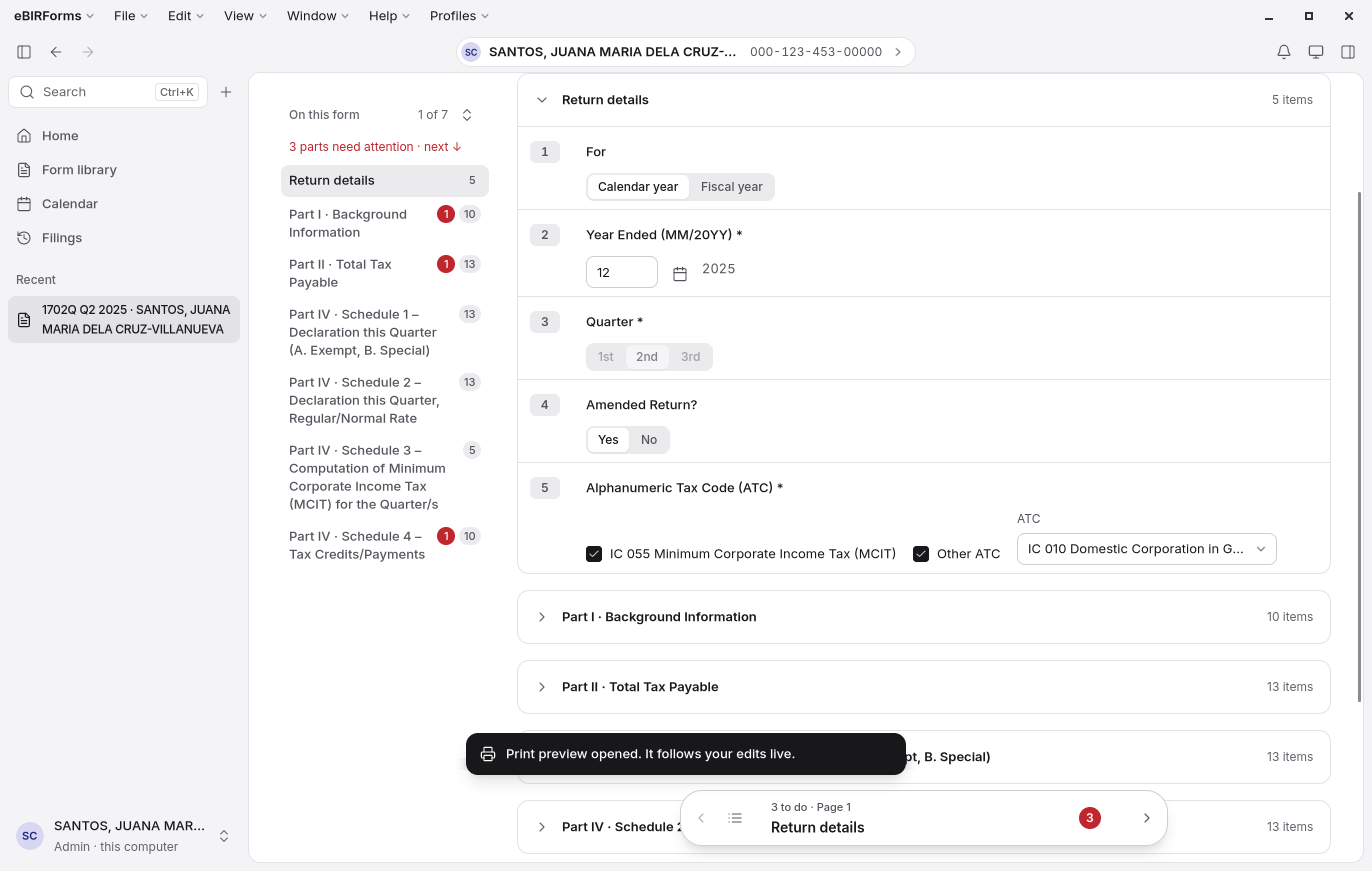 eBIRForms File Edit View Window Help Profiles
SC SANTOS, JUANA MARIA DELA CRUZ-... 000-123-453-00000
Search Ctrl+K
Home
Form library
Calendar
Filings
Recent
1702Q Q2 2025 · SANTOS, JUANA
MARIA DELA CRUZ-VILLANUEVA
SC SANTOS, JUANA MAR...
Admin · this computer
On this form 1 of 7
3 parts need attention · next ↓
Return details 5
Part I · Background 1 10
Information
Part II · Total Tax 1 13
Payable
Part IV · Schedule 1 – 13
Declaration this Quarter
(A. Exempt, B. Special)
Part IV · Schedule 2 – 13
Declaration this Quarter,
Regular/Normal Rate
Part IV · Schedule 3 – 5
Computation of Minimum
Corporate Income Tax
(MCIT) for the Quarter/s
Part IV · Schedule 4 – 1 10
Tax Credits/Payments
Return details 5 items
1 For
Calendar year Fiscal year
2 Year Ended (MM/20YY) *
12 2025
3 Quarter *
1st 2nd 3rd
4 Amended Return?
Yes No
5 Alphanumeric Tax Code (ATC) *
ATC
IC 055 Minimum Corporate Income Tax (MCIT) Other ATC IC 010 Domestic Corporation in G...
Part I · Background Information 10 items
Part II · Total Tax Payable 13 items
Print preview opened. It follows your edits live.
pt, B. Special) 13 items
Part IV · Schedule 2 13 items
3 to do · Page 1
Return details 3